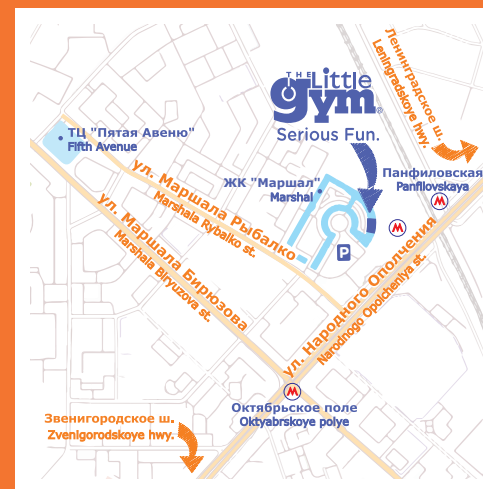 THE
Little
gym®
Serious Fun.
Ленинградское ш.
Leningradskoye hwy.
ТЦ "Пятая Авеню"
Fifth Avenue
ЖК "Маршал"
Marshal
Панфиловская
Panfilovskaya
M
M
P
ул. Маршала Рыбалко
Marshala Rybalko st.
ул. Маршала Бирюзова
Marshala Biryuzova st.
ул. Народного Ополчения
Narodnogo Opolcheniya st.
M
Октябрьское поле
Oktyabrskoye polye
Звенигородское ш.
Zvenigorodskoye hwy.